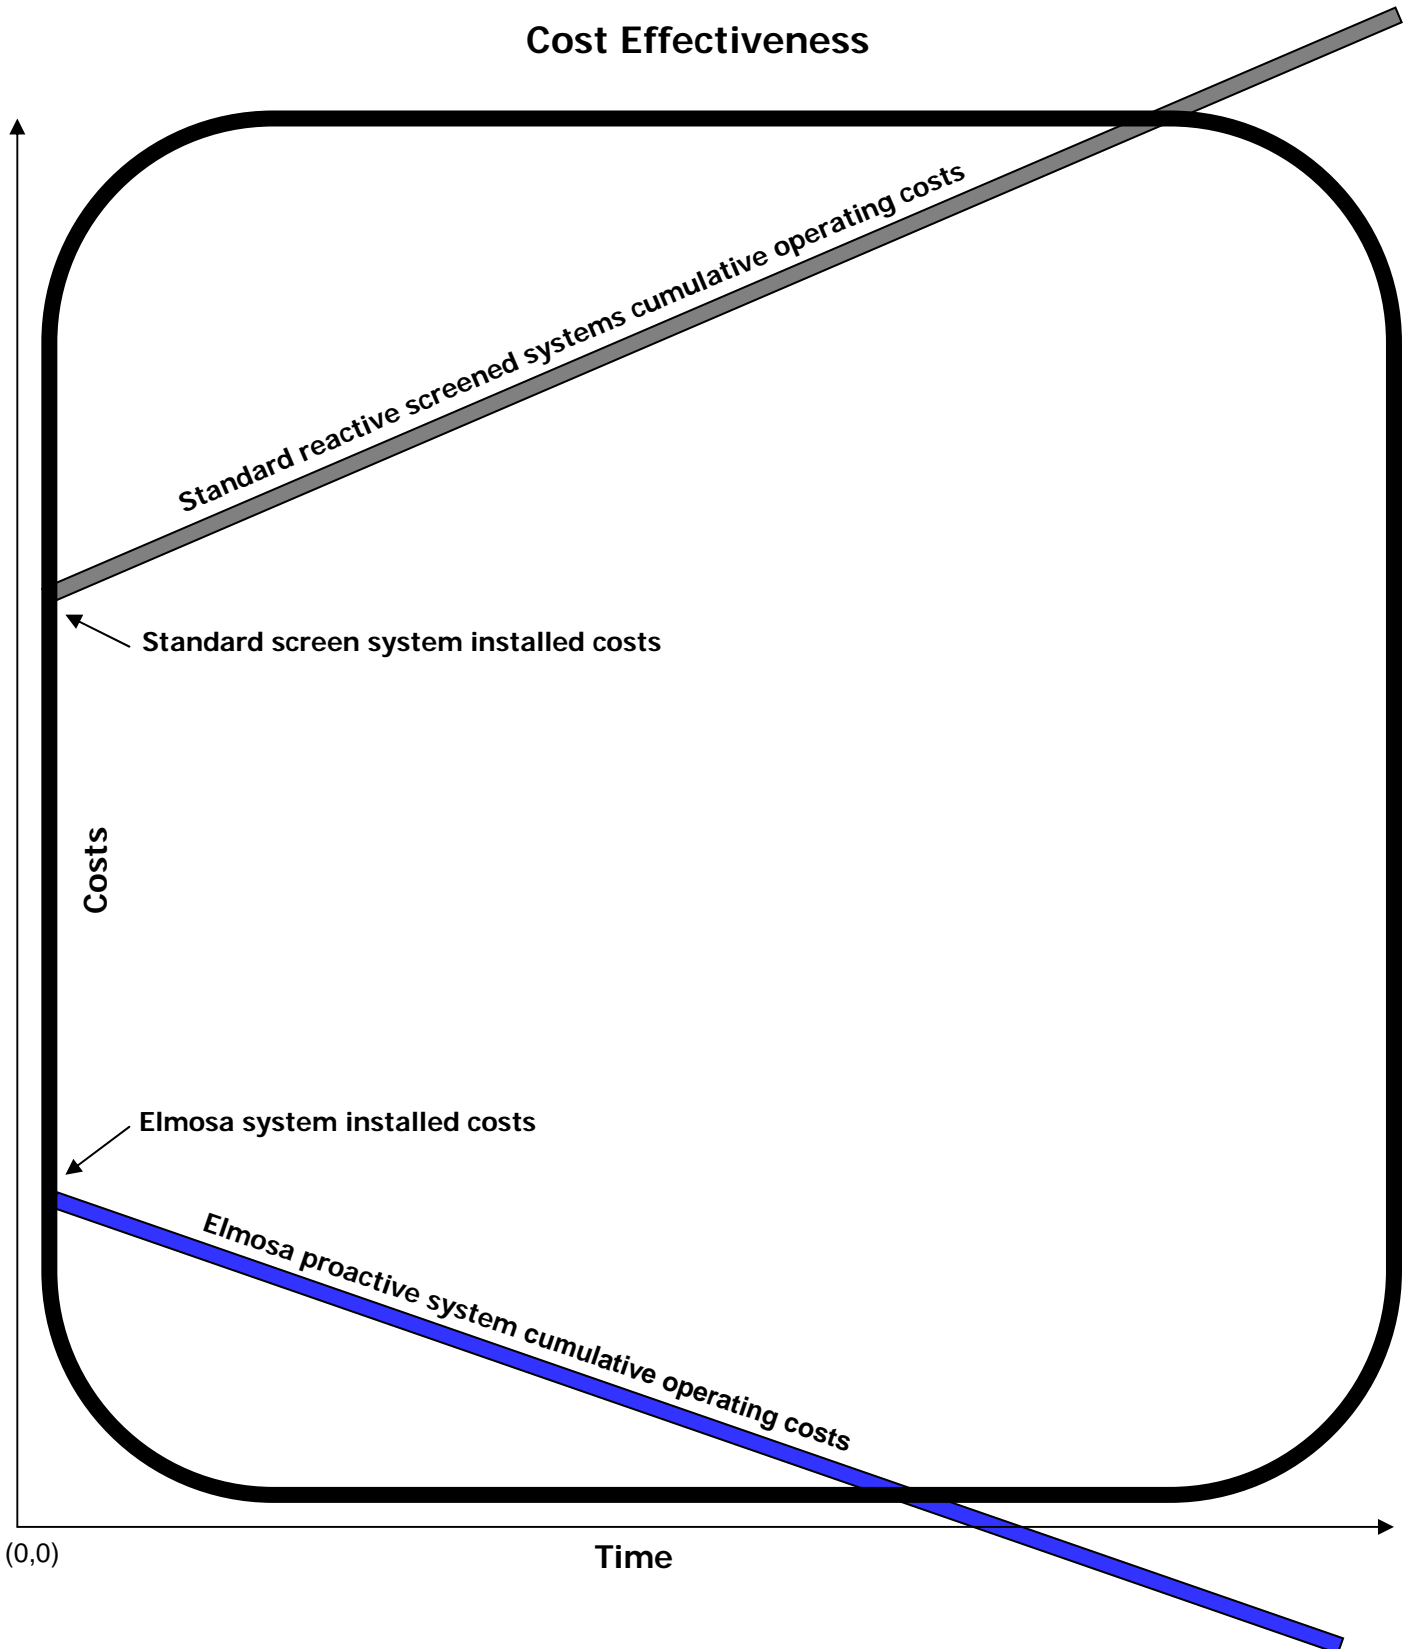 Cost Effectiveness
Standard reactive screened systems cumulative operating costs
Standard screen system installed costs
Costs
Elmosa system installed costs
Elmosa proactive system cumulative operating costs
(0,0)
Time